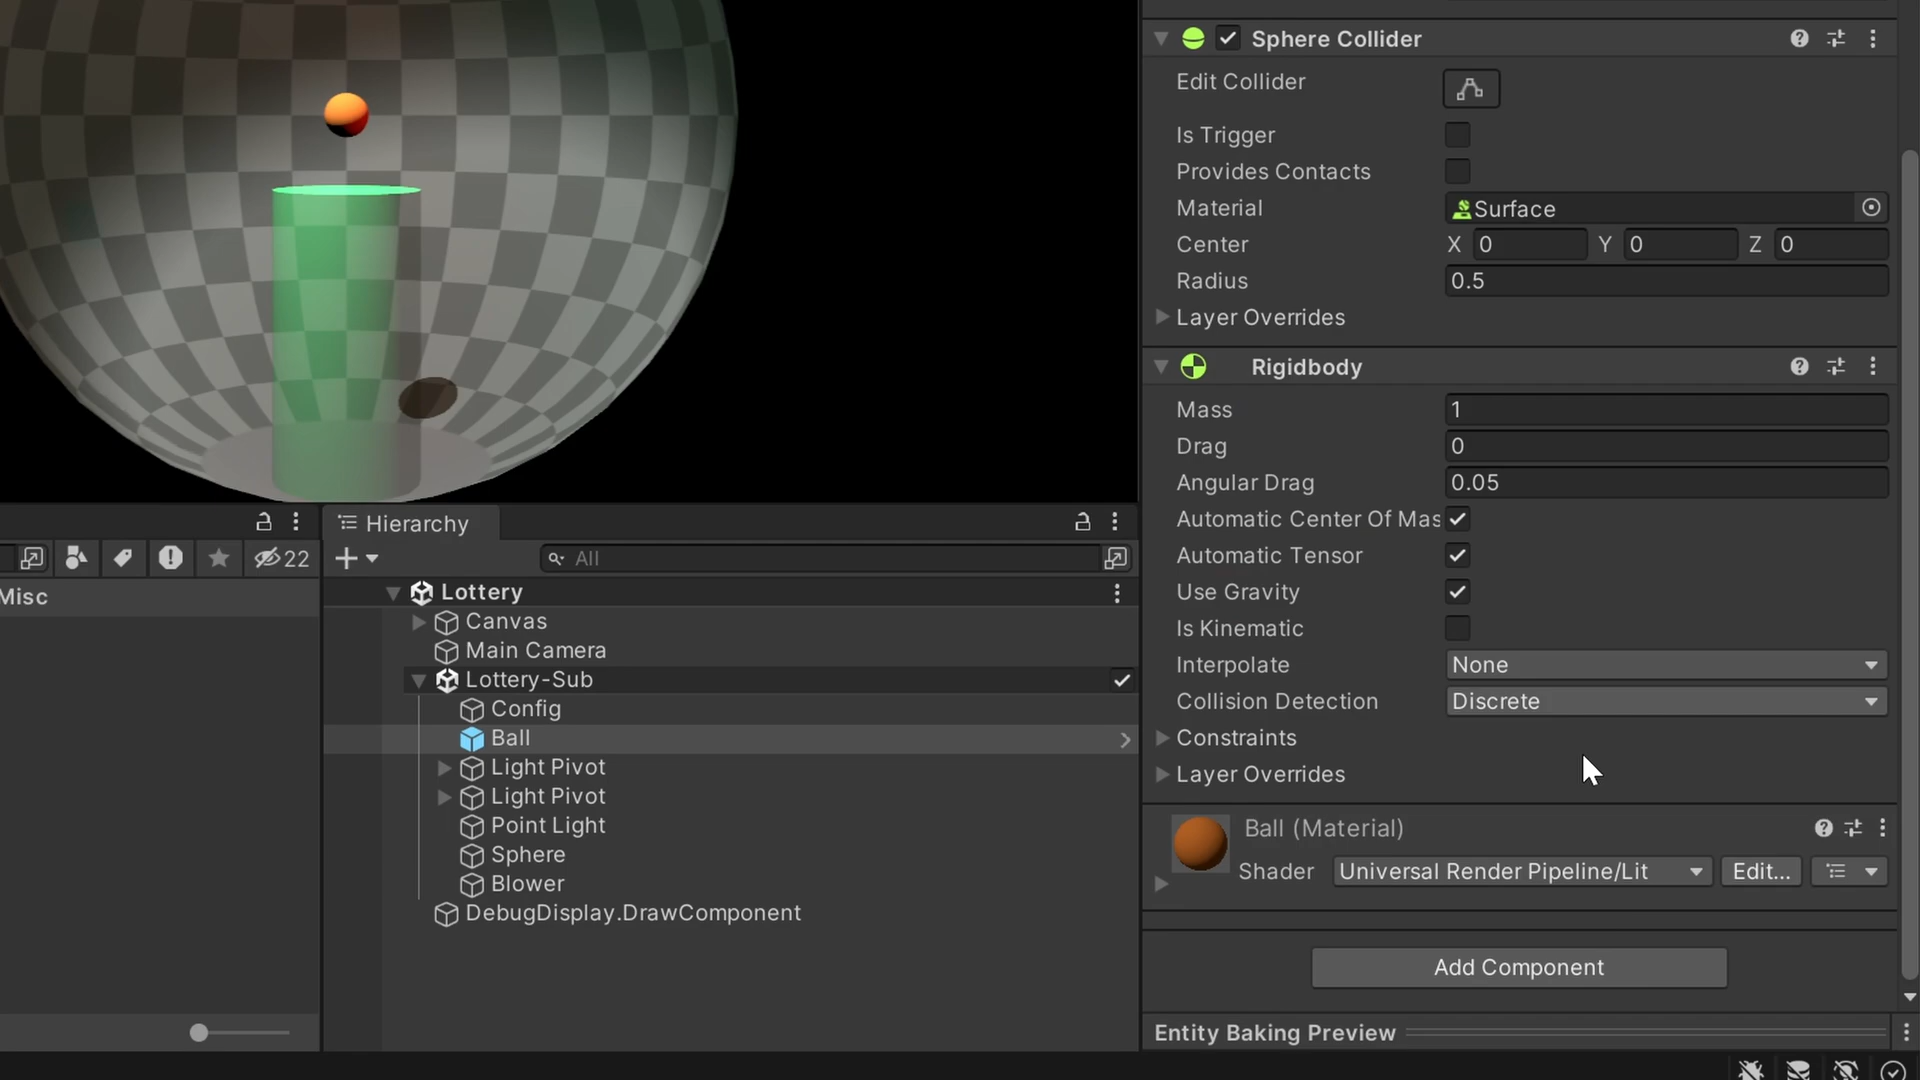 Sphere Collider
Edit Collider
Is Trigger
Provides Contacts
Material Surface
Center X 0 Y 0 Z 0
Radius 0.5
Layer Overrides
Rigidbody
Mass 1
Drag 0
Angular Drag 0.05
Automatic Center Of Mas
Automatic Tensor
Use Gravity
Is Kinematic
Interpolate None
Collision Detection Discrete
Constraints
Layer Overrides
Ball (Material)
Shader Universal Render Pipeline/Lit Edit...
Add Component
Entity Baking Preview
22
Misc
Hierarchy
All
Lottery
Canvas
Main Camera
Lottery-Sub
Config
Ball
Light Pivot
Light Pivot
Point Light
Sphere
Blower
DebugDisplay.DrawComponent